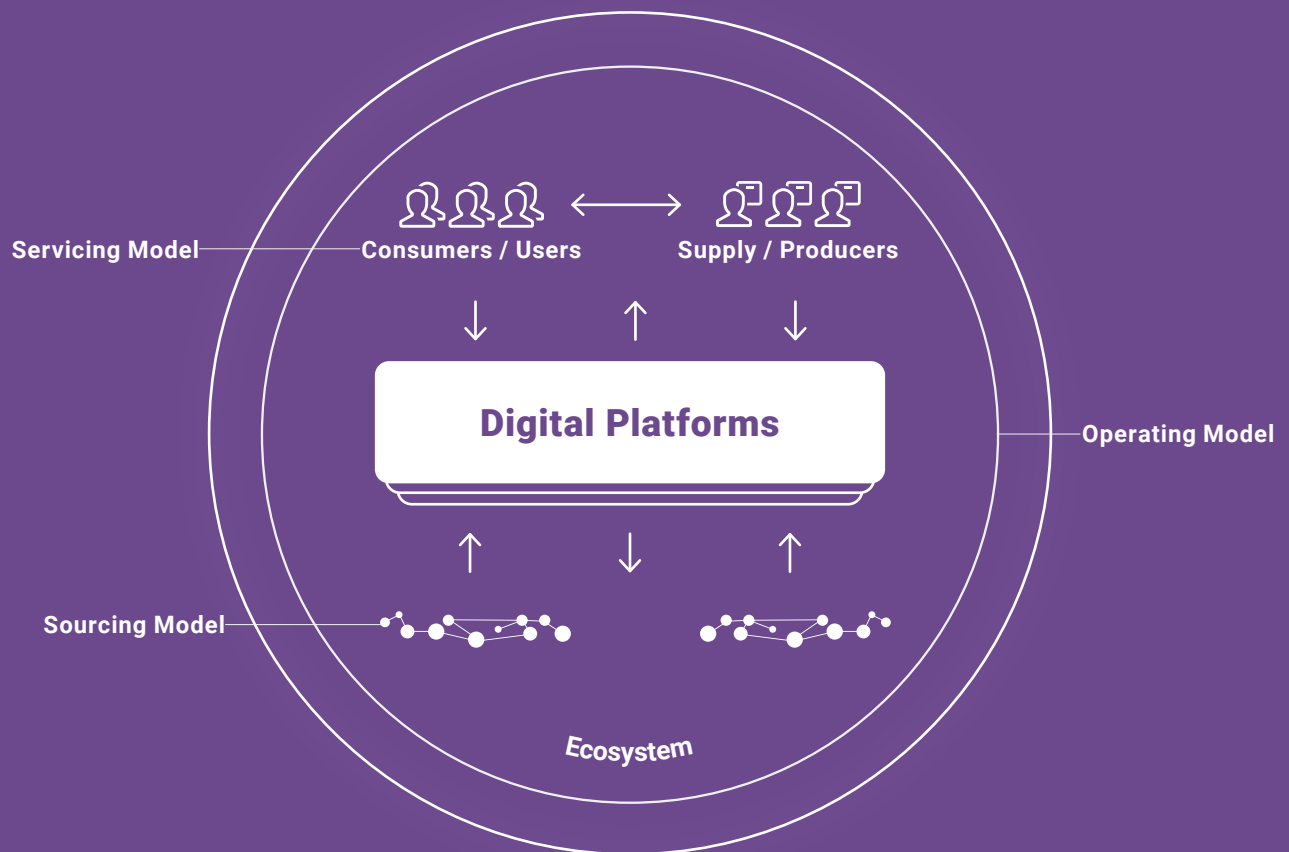 Servicing Model
Consumers / Users
Supply / Producers
Digital Platforms
Operating Model
Sourcing Model
Ecosystem